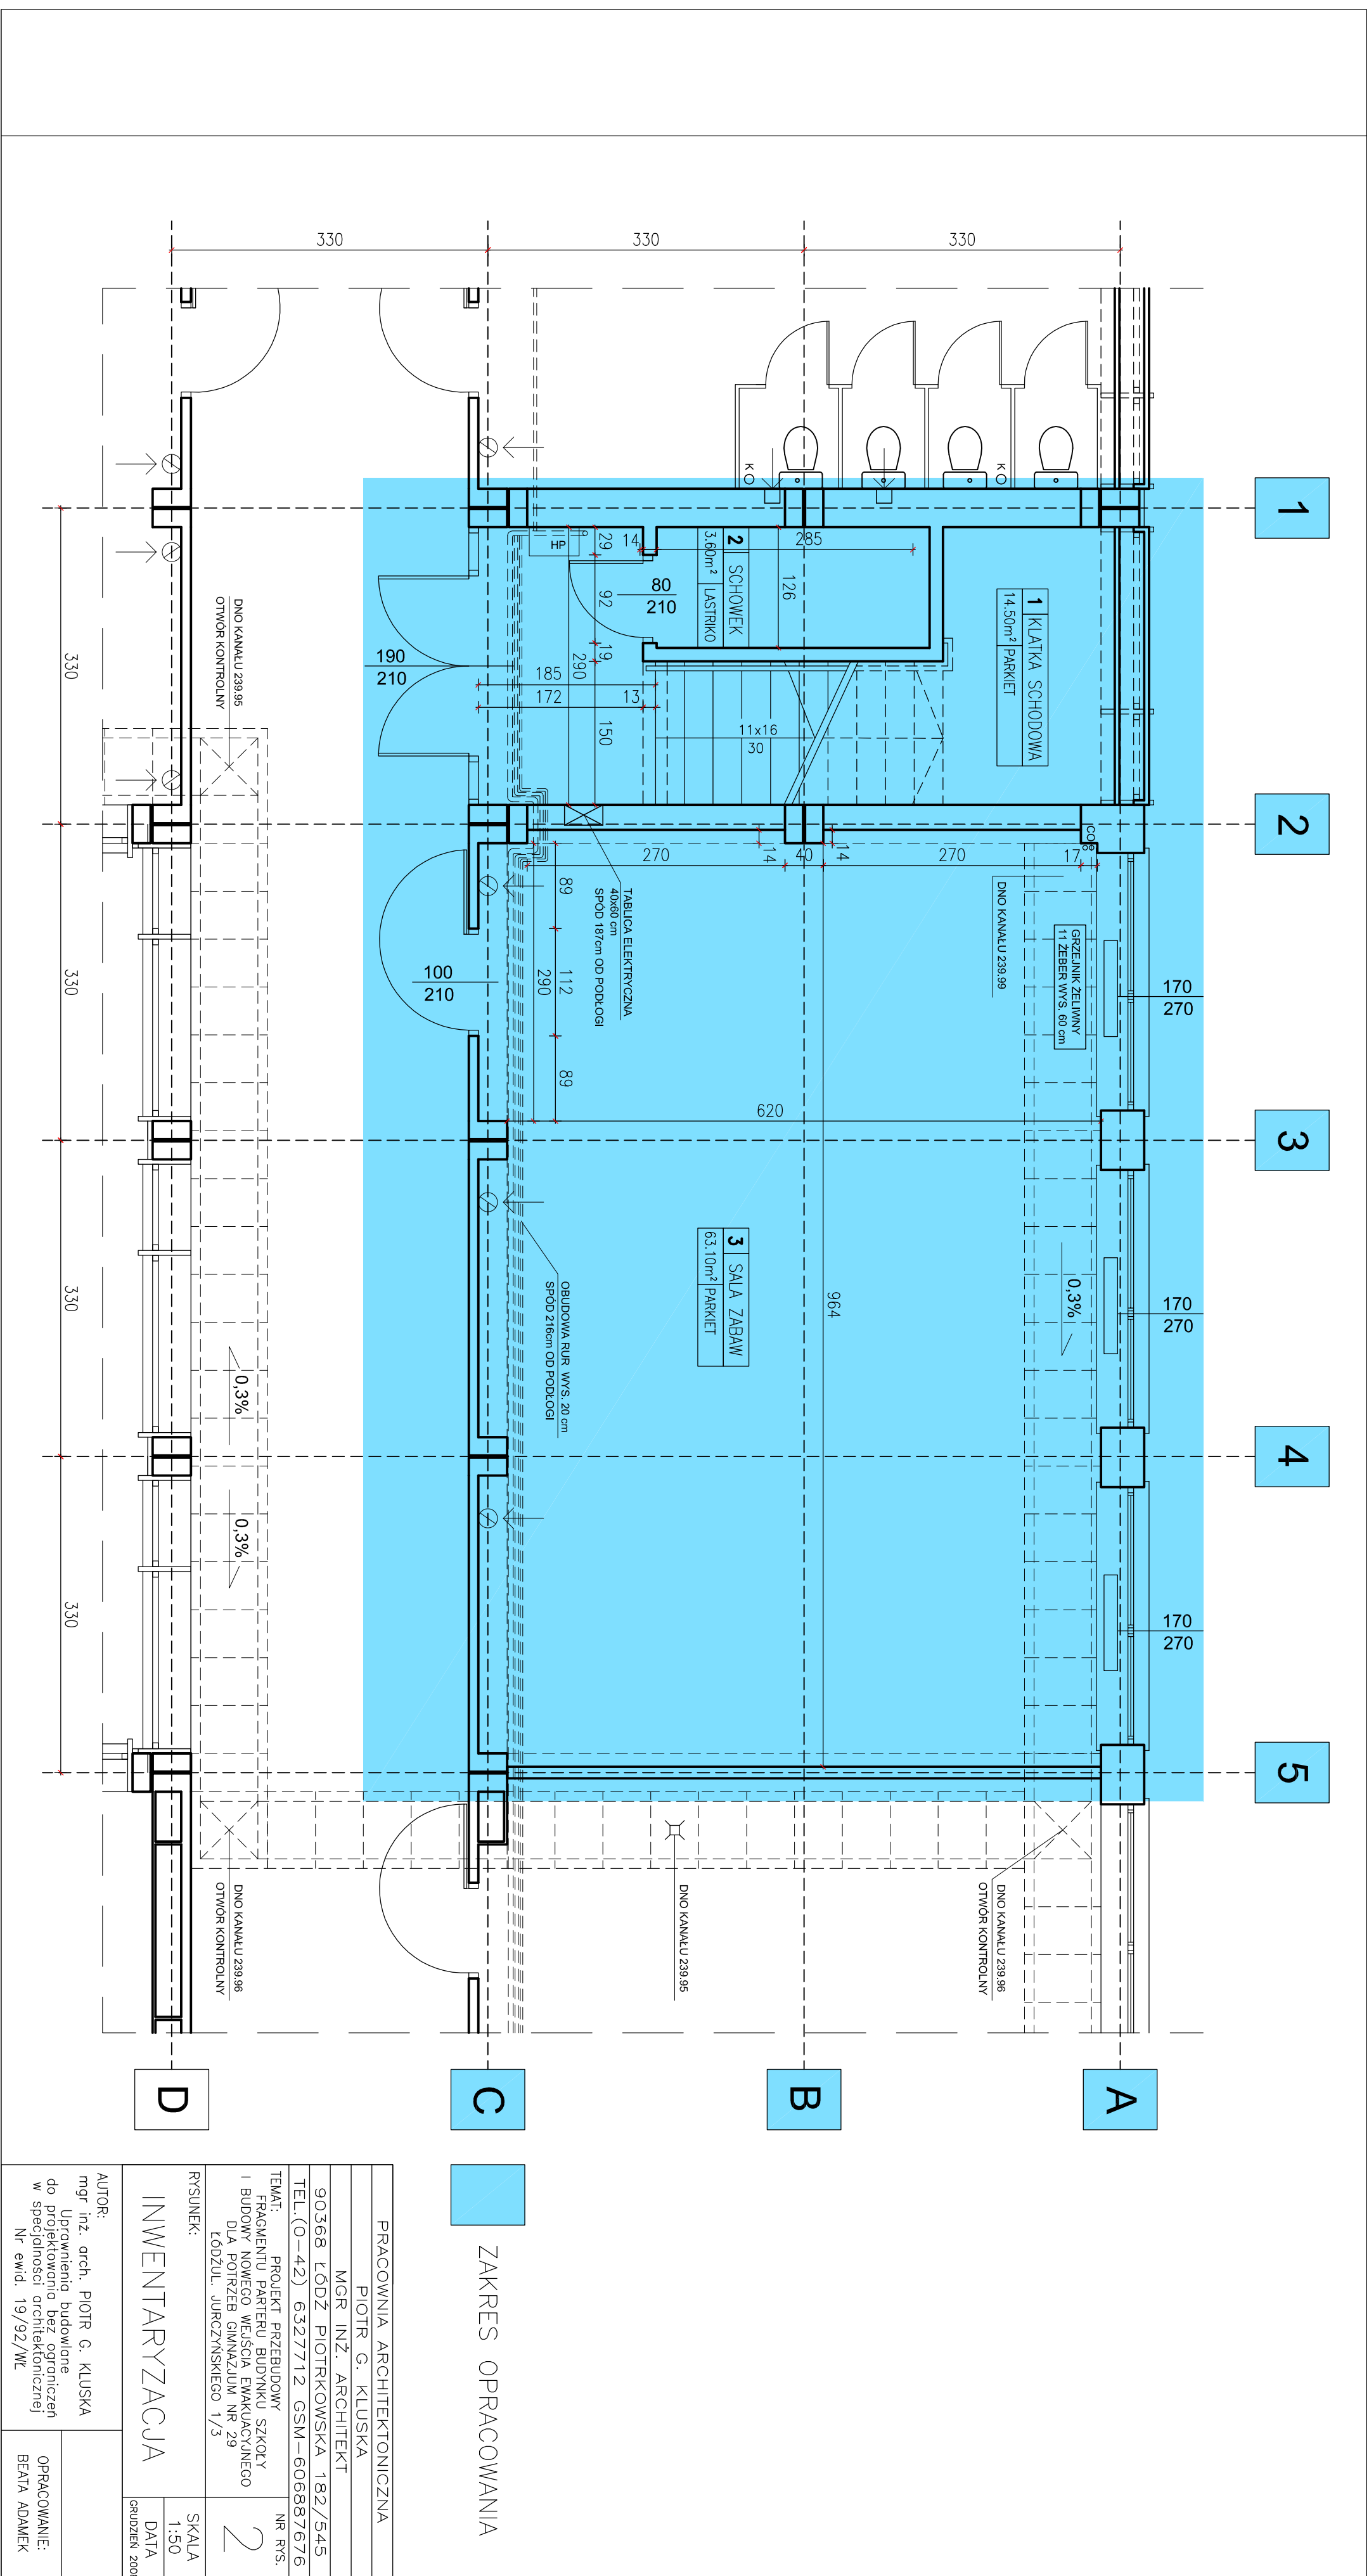 1
2
3
4
5
A
B
C
D
330
330
330
330
330
330
330
1 KLATKA SCHODOWA
14.50m² PARKIET
2 SCHOWEK
3.60m² LASTRIKO
3 SALA ZABAW
63.10m² PARKIET
K
K
HP
29
14
285
126
92
80
210
19
290
185
172
13
150
11x16
30
190
210
DNO KANAŁU 239.95
OTWÓR KONTROLNY
270
14
40
14
270
17
89
112
290
89
100
210
TABLICA ELEKTRYCZNA
40x60 cm
SPÓD 187cm OD PODŁOGI
DNO KANAŁU 239.99
GRZEJNIK ŻELIWNY
11 ŻEBER WYS. 60 cm
170
270
170
270
170
270
620
964
0,3%
0,3%
0,3%
OBUDOWA RUR WYS. 20 cm
SPÓD 216cm OD PODŁOGI
DNO KANAŁU 239.96
OTWÓR KONTROLNY
DNO KANAŁU 239.95
DNO KANAŁU 239.96
OTWÓR KONTROLNY
ZAKRES OPRACOWANIA
PRACOWNIA ARCHITEKTONICZNA
PIOTR G. KLUSKA
MGR INŻ. ARCHITEKT
90368 ŁÓDŹ PIOTRKOWSKA 182/545
TEL.(0-42) 6327712 GSM-606887676
TEMAT: PROJEKT PRZEBUDOWY
FRAGMENTU PARTERU BUDYNKU SZKOŁY
I BUDOWY NOWEGO WEJŚCIA EWAKUACYJNEGO
DLA POTRZEB GIMNAZJUM NR 29
ŁÓDŹUL. JURCZYŃSKIEGO 1/3
NR RYS.
2
RYSUNEK:
INWENTARYZACJA
SKALA
1:50
DATA
GRUDZIEŃ
AUTOR:
mgr inż. arch. PIOTR G. KLUSKA
Uprawnienia budowlane
do projektowania bez ograniczeń
w specjalności architektonicznej
Nr ewid. 19/92/WŁ
OPRACOWANIE:
BEATA ADAMEK